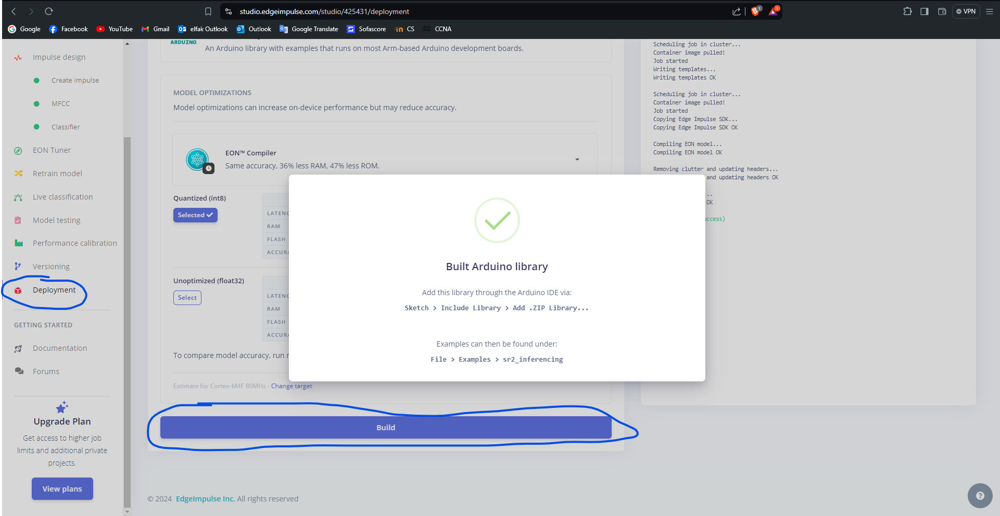 studio.edgeimpulse.com/studio/425431/deployment
1
1
VPN
Google
Facebook
YouTube
Gmail
elfak Outlook
Outlook
Google Translate
Sofascore
CS
CCNA
Impulse design
Create impulse
MFCC
Classifier
EON Tuner
Retrain model
Live classification
Model testing
Performance calibration
Versioning
Deployment
GETTING STARTED
Documentation
Forums
Upgrade Plan
Get access to higher job
limits and additional private
projects.
View plans
ARDUINO
An Arduino library with examples that runs on most Arm-based Arduino development boards.
MODEL OPTIMIZATIONS
Model optimizations can increase on-device performance but may reduce accuracy.
EON™ Compiler
Same accuracy, 36% less RAM, 47% less ROM.
Quantized (int8)
Selected
LATENC
RAM
FLASH
ACCURA
Unoptimized (float32)
Select
LATENC
RAM
FLASH
ACCURA
To compare model accuracy, run
Estimate for Cortex-M4F 80MHz - Change target
Build
Built Arduino library
Add this library through the Arduino IDE via:
Sketch > Include Library > Add .ZIP Library...
Examples can then be found under:
File > Examples > sr2_inferencing
Scheduling job in cluster...
Container image pulled!
Job started
Writing templates...
Writing templates OK
Scheduling job in cluster...
Container image pulled!
Job started
Copying Edge Impulse SDK...
Copying Edge Impulse SDK OK
Compiling EON model...
Compiling EON model OK
Removing clutter and updating headers...
and updating headers OK
..
OK
uccess)
© 2024 EdgeImpulse Inc. All rights reserved
?